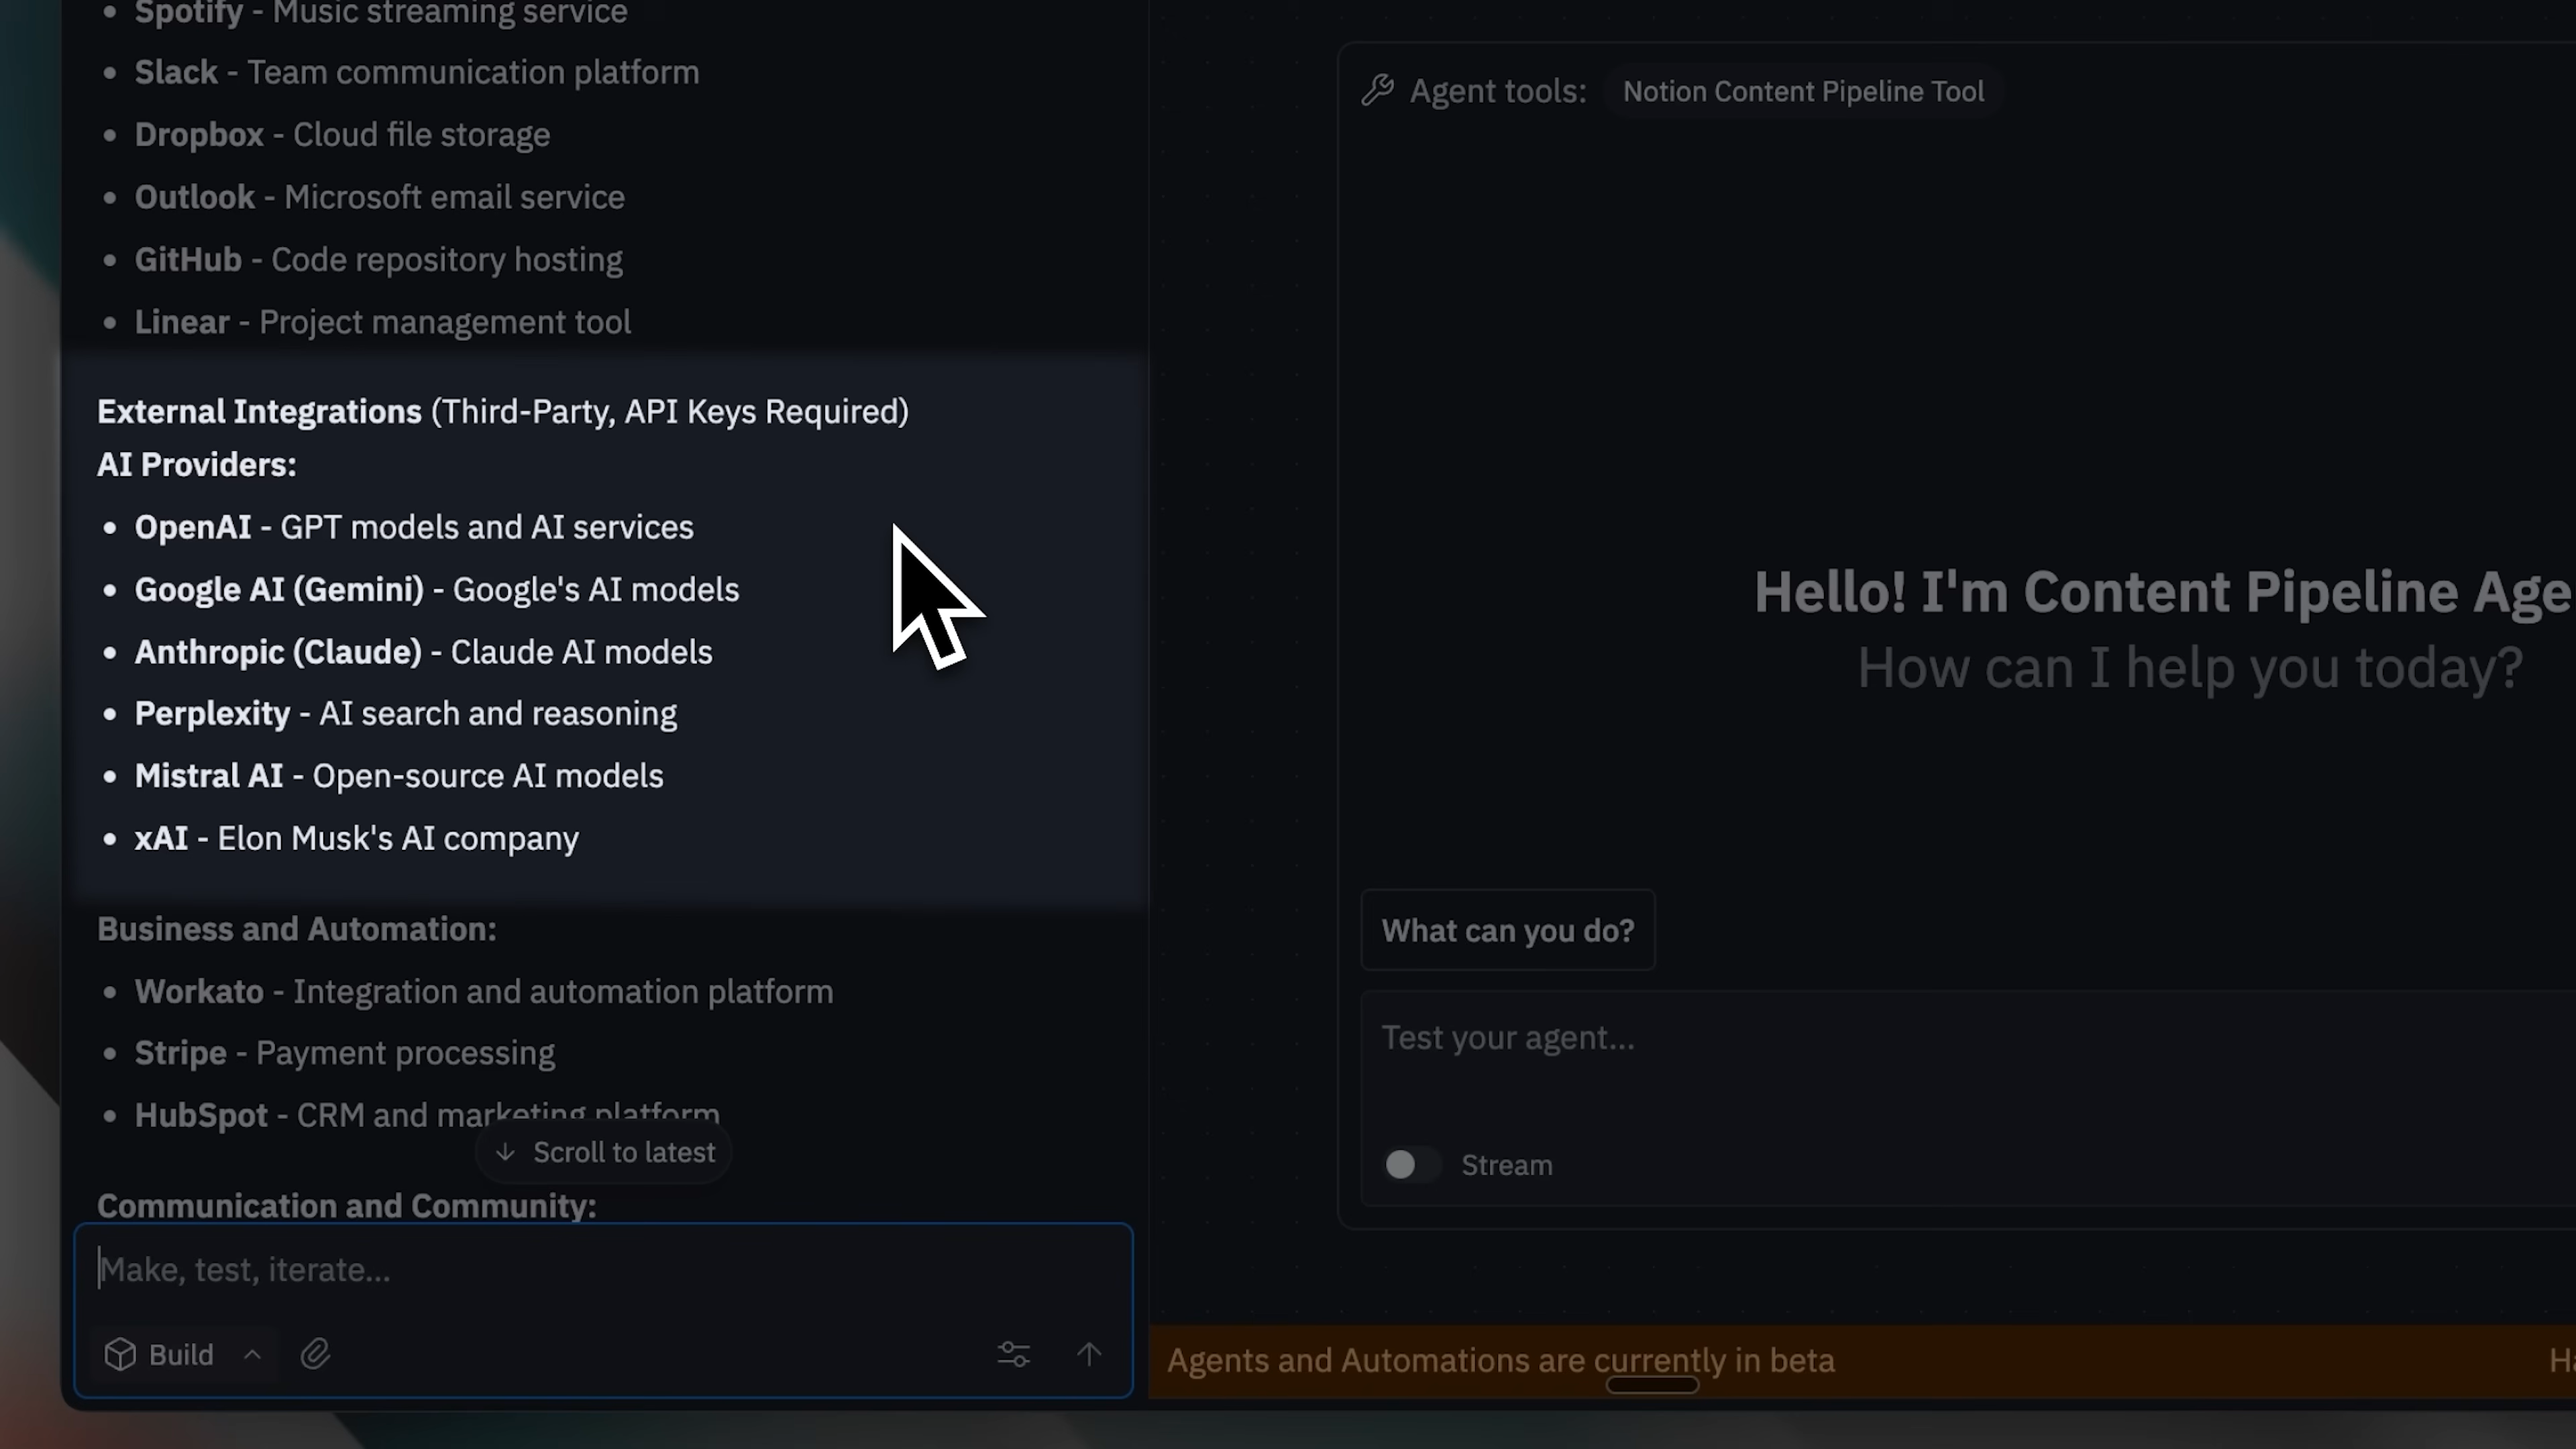 • Spotify - Music streaming service
• Slack - Team communication platform
• Dropbox - Cloud file storage
• Outlook - Microsoft email service
• GitHub - Code repository hosting
• Linear - Project management tool
External Integrations (Third-Party, API Keys Required)
AI Providers:
• OpenAI - GPT models and AI services
• Google AI (Gemini) - Google's AI models
• Anthropic (Claude) - Claude AI models
• Perplexity - AI search and reasoning
• Mistral AI - Open-source AI models
• xAI - Elon Musk's AI company
Business and Automation:
• Workato - Integration and automation platform
• Stripe - Payment processing
• HubSpot - CRM and marketing platform
Scroll to latest
Communication and Community:
Make, test, iterate...
Build
Agent tools: Notion Content Pipeline Tool
Hello! I'm Content Pipeline Age
How can I help you today?
What can you do?
Test your agent...
Stream
Agents and Automations are currently in beta